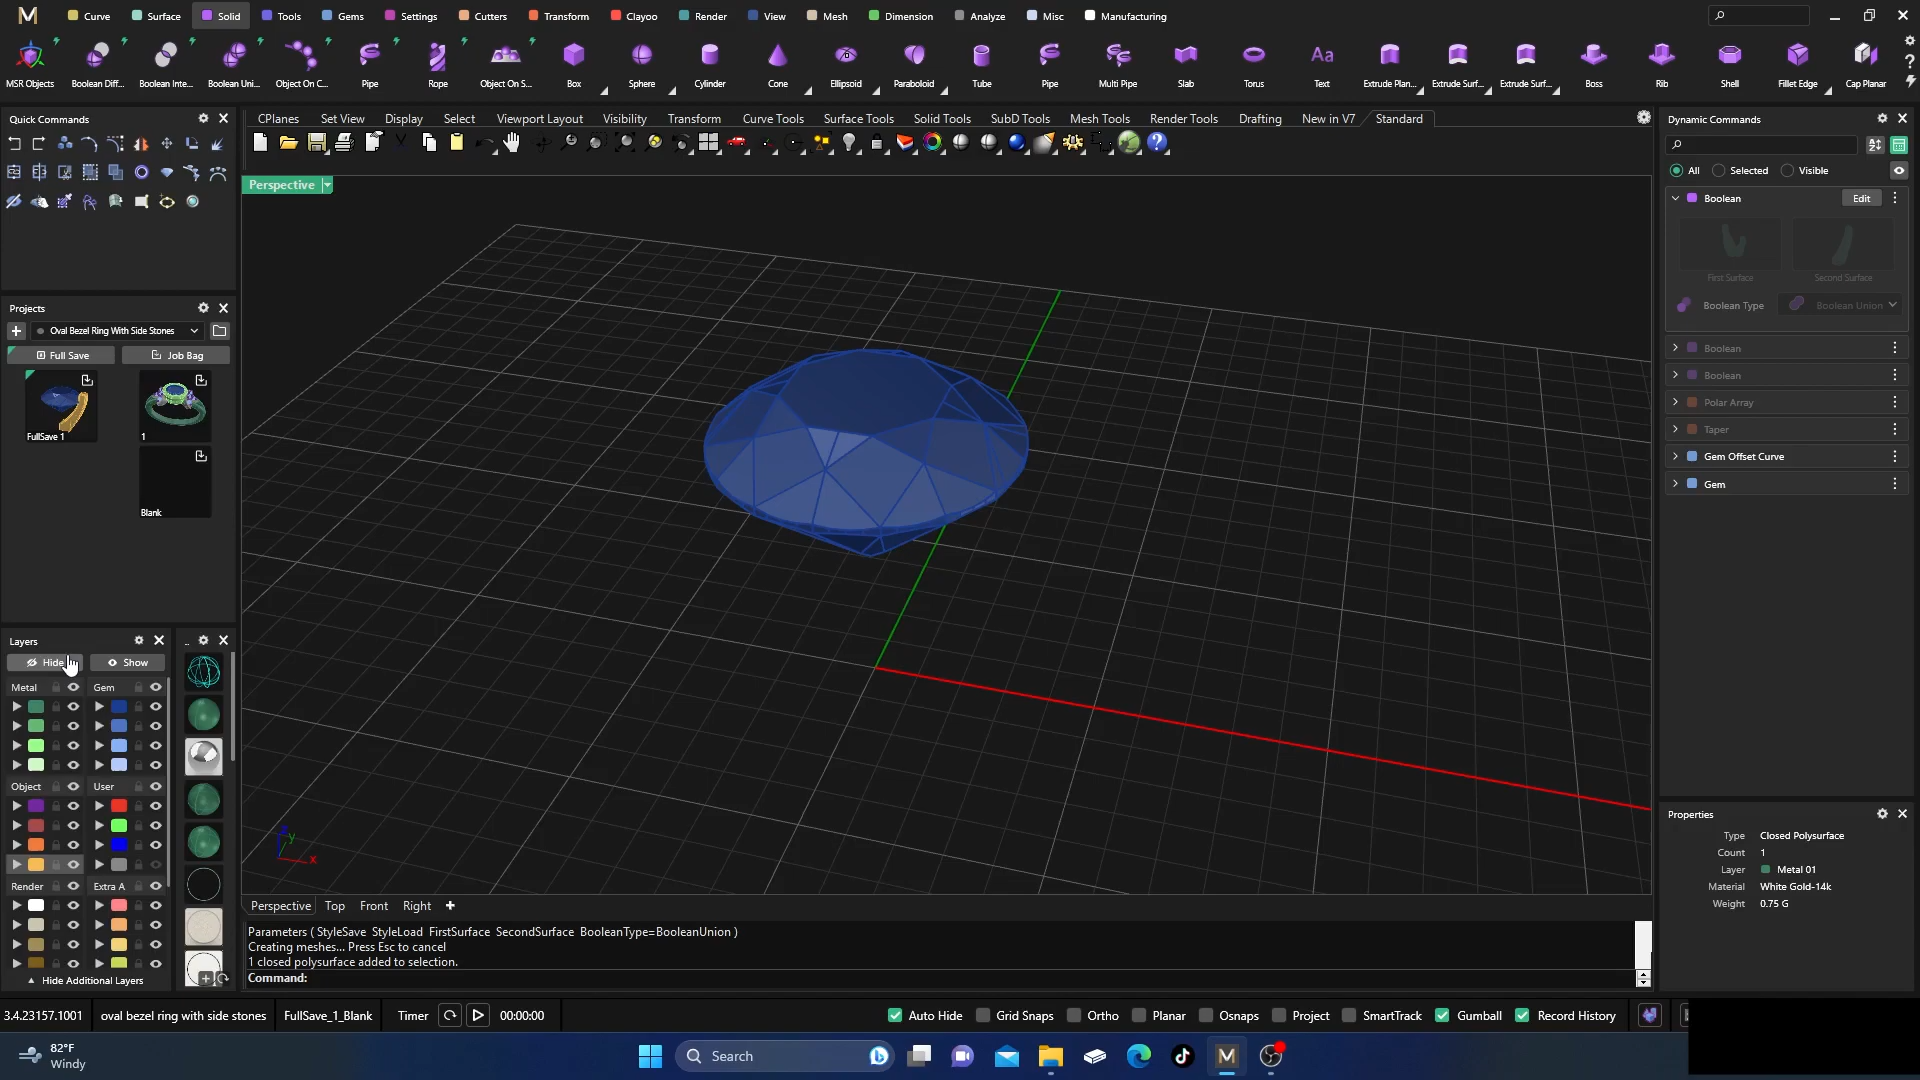 M Curve Surface Solid Tools Gems Settings Cutters Transform Clayoo Render View Mesh Dimension Analyze Misc Manufacturing
MSR Objects Boolean Diff... Boolean Inte... Boolean Uni... Object On C... Pipe Rope Object On S... Box Sphere Cylinder Cone Ellipsoid Paraboloid Tube Pipe Multi Pipe Slab Torus Text Extrude Plan... Extrude Surf... Extrude Surf... Boss Rib Shell Fillet Edge Cap Planar
Quick Commands
CPlanes Set View Display Select Viewport Layout Visibility Transform Curve Tools Surface Tools Solid Tools SubD Tools Mesh Tools Render Tools Drafting New in V7 Standard
Perspective
Projects
Oval Bezel Ring With Side Stones
Full Save Job Bag
FullSave 1 1
Blank
Layers
Hide Show
Metal Gem
Object User
Render Extra A
Hide Additional Layers
Perspective Top Front Right
Parameters ( StyleSave StyleLoad FirstSurface SecondSurface BooleanType=BooleanUnion )
Creating meshes... Press Esc to cancel
1 closed polysurface added to selection.
Command:
Dynamic Commands
All Selected Visible
Boolean Edit
First Surface Second Surface
Boolean Type Boolean Union
Boolean
Boolean
Polar Array
Taper
Gem Offset Curve
Gem
Properties
Type Closed Polysurface
Count 1
Layer Metal 01
Material White Gold-14k
Weight 0.75 G
3.4.23157.1001 oval bezel ring with side stones FullSave_1_Blank Timer 00:00:00 Auto Hide Grid Snaps Ortho Planar Osnaps Project SmartTrack Gumball Record History
82°F
Windy
Search